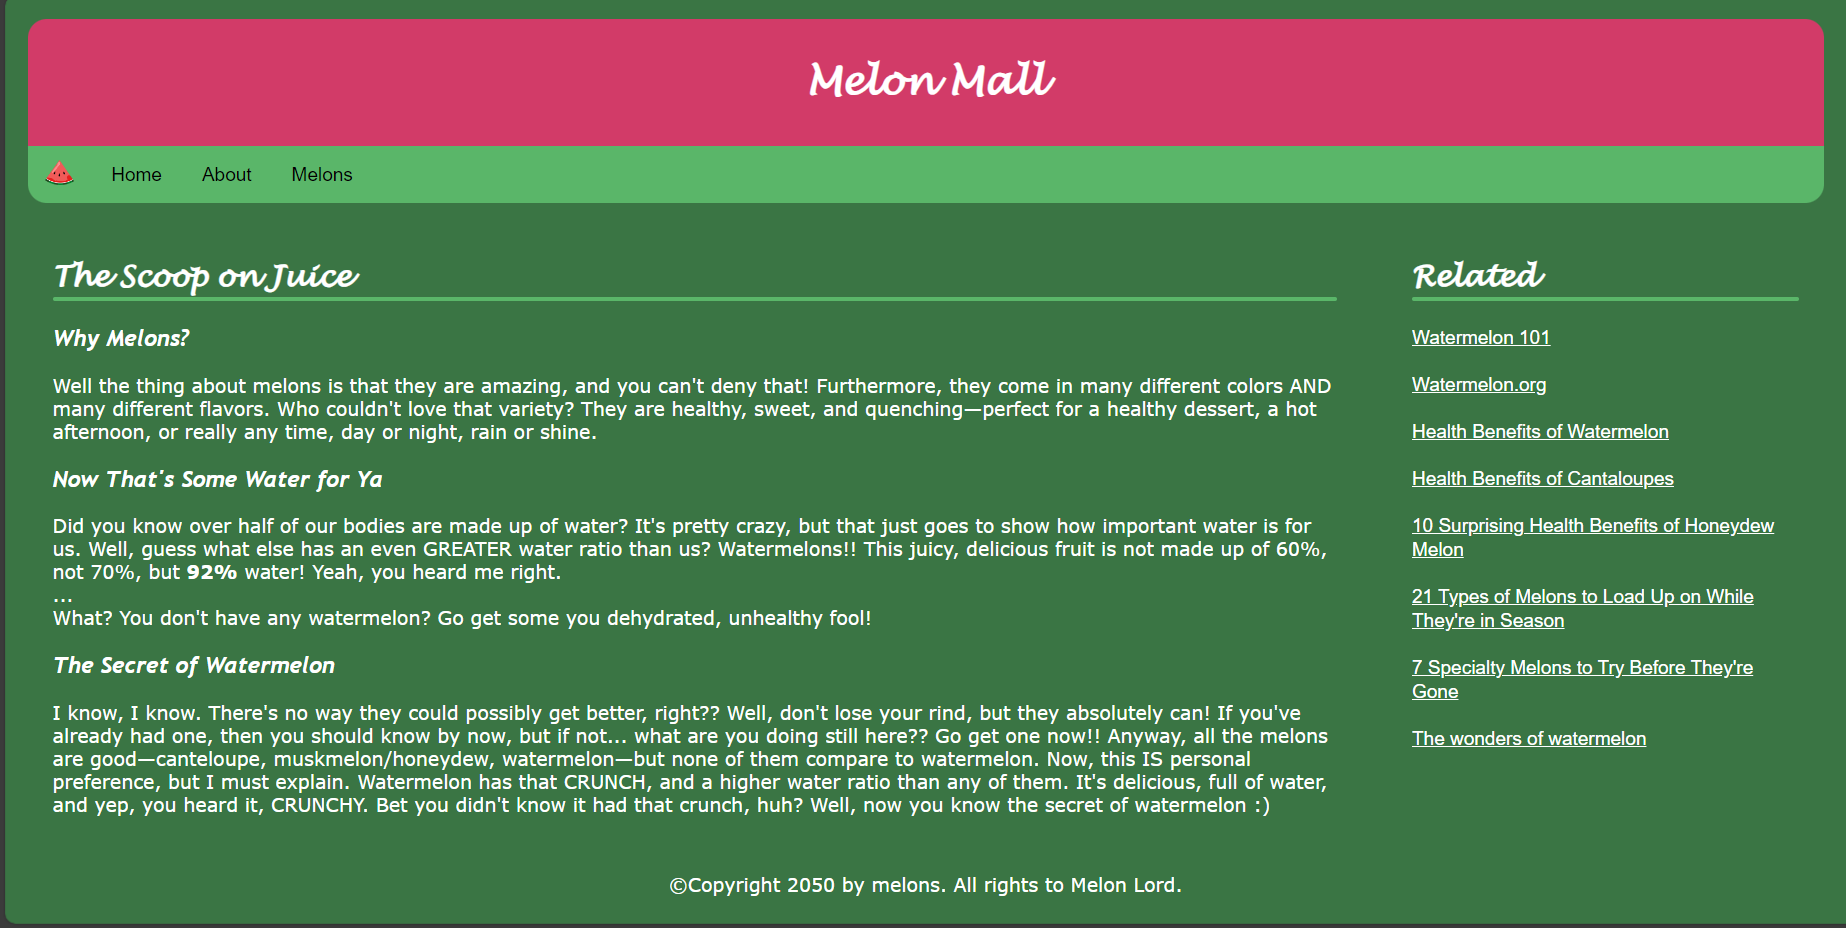 Melon Mall
Home About Melons
The Scoop on Juice
Why Melons?
Well the thing about melons is that they are amazing, and you can't deny that! Furthermore, they come in many different colors AND
many different flavors. Who couldn't love that variety? They are healthy, sweet, and quenching—perfect for a healthy dessert, a hot
afternoon, or really any time, day or night, rain or shine.
Now That's Some Water for Ya
Did you know over half of our bodies are made up of water? It's pretty crazy, but that just goes to show how important water is for
us. Well, guess what else has an even GREATER water ratio than us? Watermelons!! This juicy, delicious fruit is not made up of 60%,
not 70%, but 92% water! Yeah, you heard me right.
...
What? You don't have any watermelon? Go get some you dehydrated, unhealthy fool!
The Secret of Watermelon
I know, I know. There's no way they could possibly get better, right?? Well, don't lose your rind, but they absolutely can! If you've
already had one, then you should know by now, but if not... what are you doing still here?? Go get one now!! Anyway, all the melons
are good—canteloupe, muskmelon/honeydew, watermelon—but none of them compare to watermelon. Now, this IS personal
preference, but I must explain. Watermelon has that CRUNCH, and a higher water ratio than any of them. It's delicious, full of water,
and yep, you heard it, CRUNCHY. Bet you didn't know it had that crunch, huh? Well, now you know the secret of watermelon :)
Related
Watermelon 101
Watermelon.org
Health Benefits of Watermelon
Health Benefits of Cantaloupes
10 Surprising Health Benefits of Honeydew
Melon
21 Types of Melons to Load Up on While
They're in Season
7 Specialty Melons to Try Before They're
Gone
The wonders of watermelon
©Copyright 2050 by melons. All rights to Melon Lord.